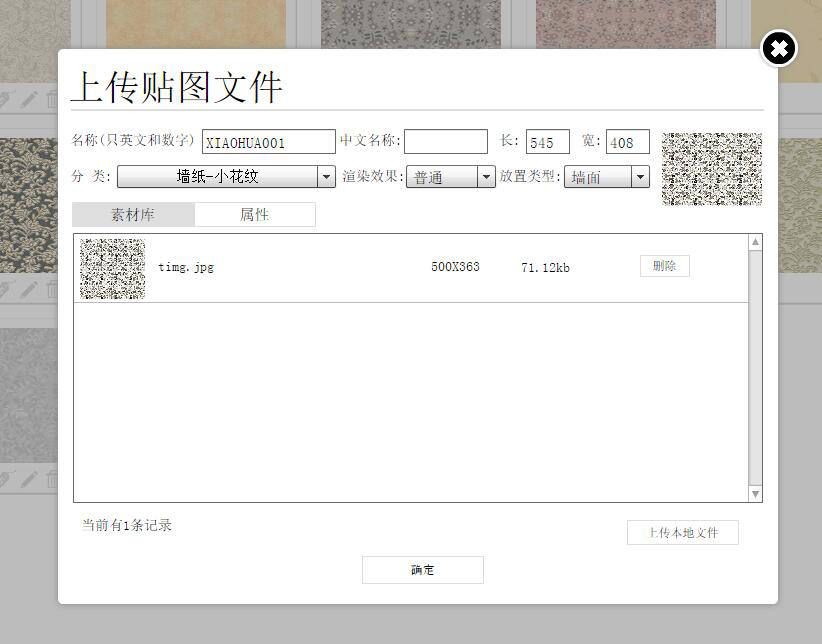 上传贴图文件
名称(只英文和数字) XIAOHUA001 中文名称: 长: 545 宽: 408
分 类: 墙纸-小花纹 渲染效果: 普通 放置类型: 墙面
素材库 属性
timg.jpg 500X363 71.12kb 删除
当前有1条记录
上传本地文件
确定